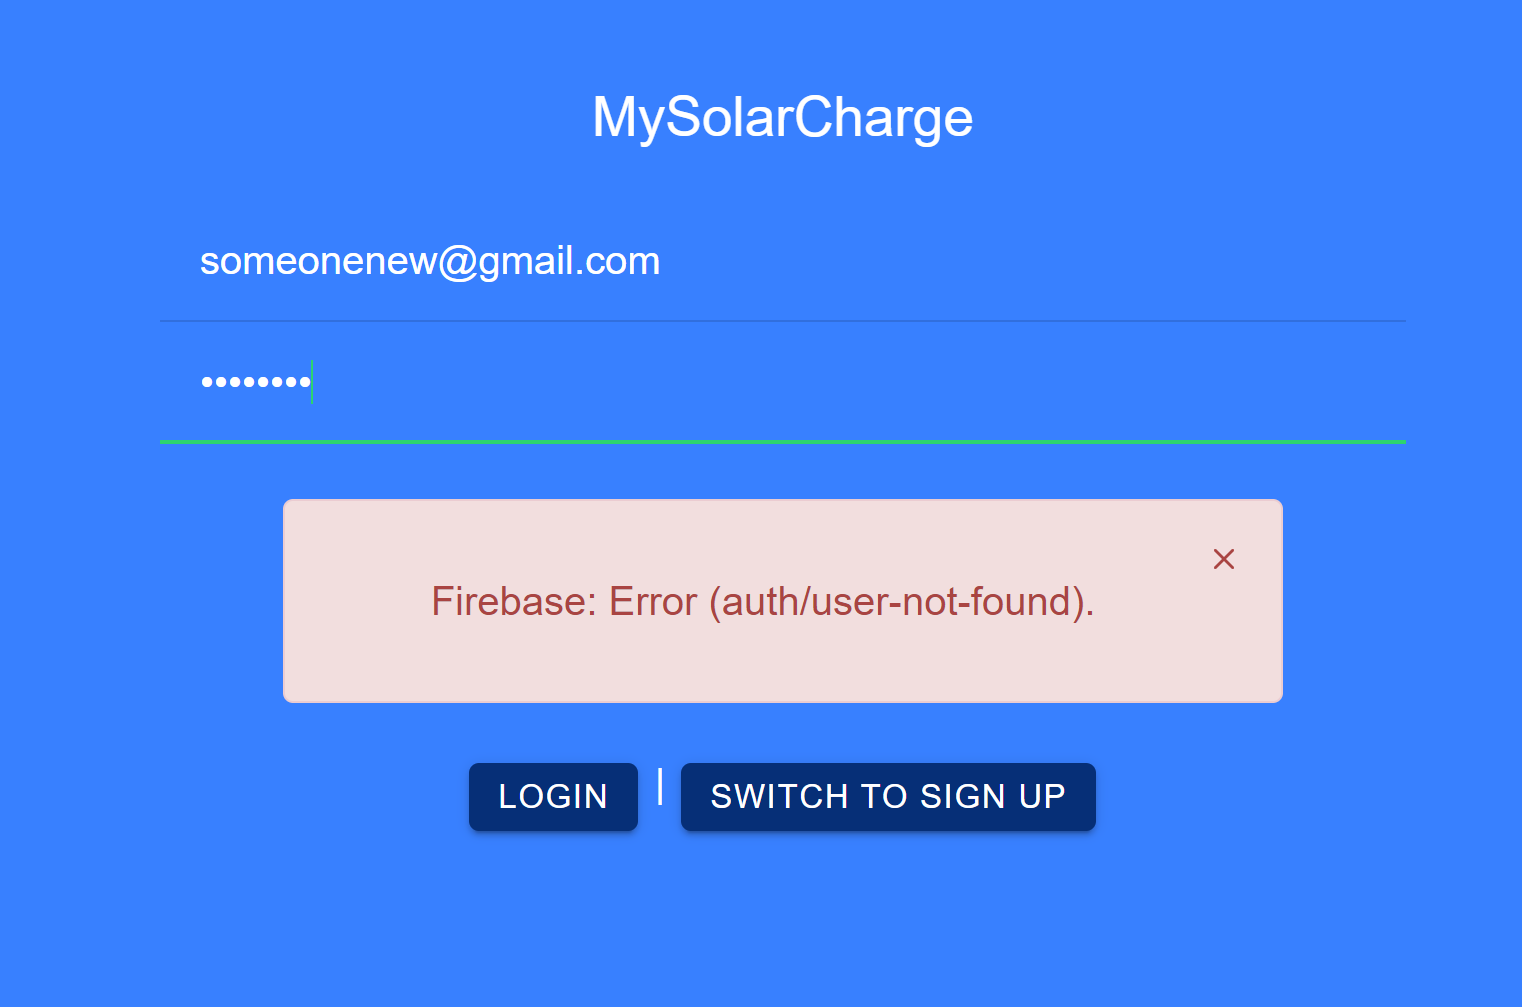 MySolarCharge
someonenew@gmail.com
••••••••
Firebase: Error (auth/user-not-found).
LOGIN | SWITCH TO SIGN UP